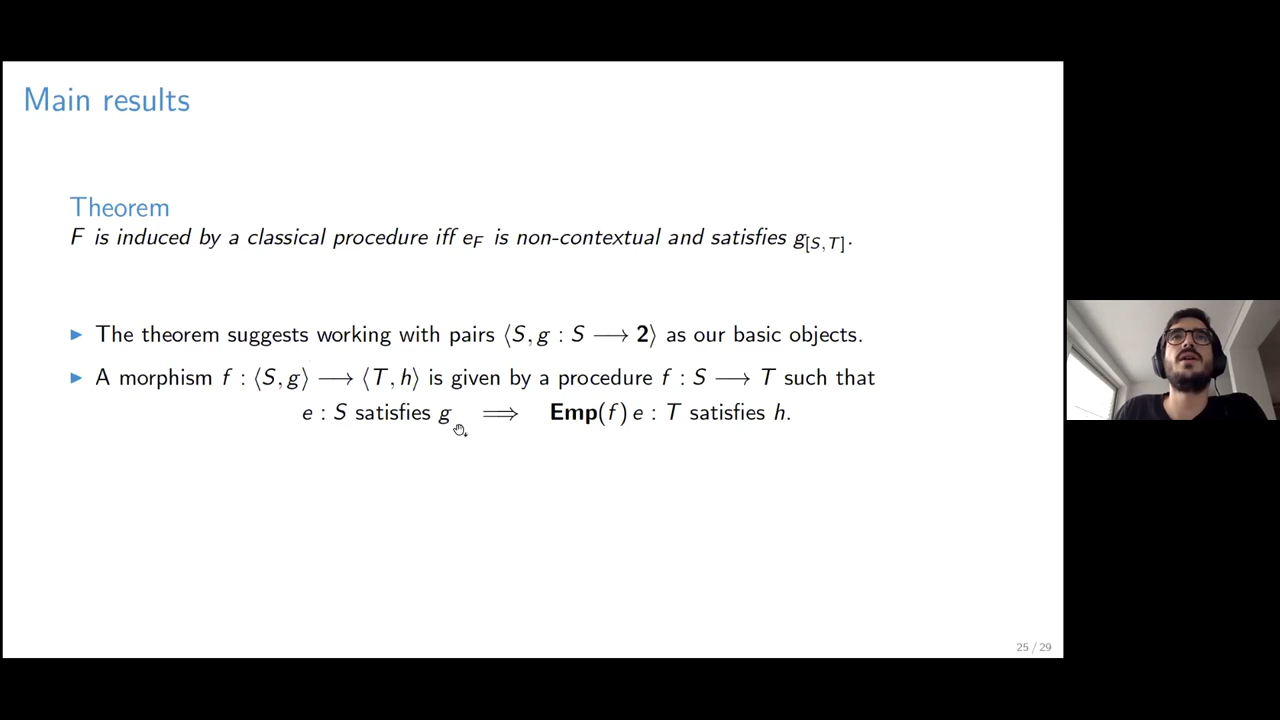 Main results
Theorem
F is induced by a classical procedure iff e_F is non-contextual and satisfies g_[S,T].
▶ The theorem suggests working with pairs ⟨S, g : S ⟶ 2⟩ as our basic objects.
▶ A morphism f : ⟨S, g⟩ ⟶ ⟨T, h⟩ is given by a procedure f : S ⟶ T such that
e : S satisfies g ⟹ Emp(f) e : T satisfies h.
25 / 29